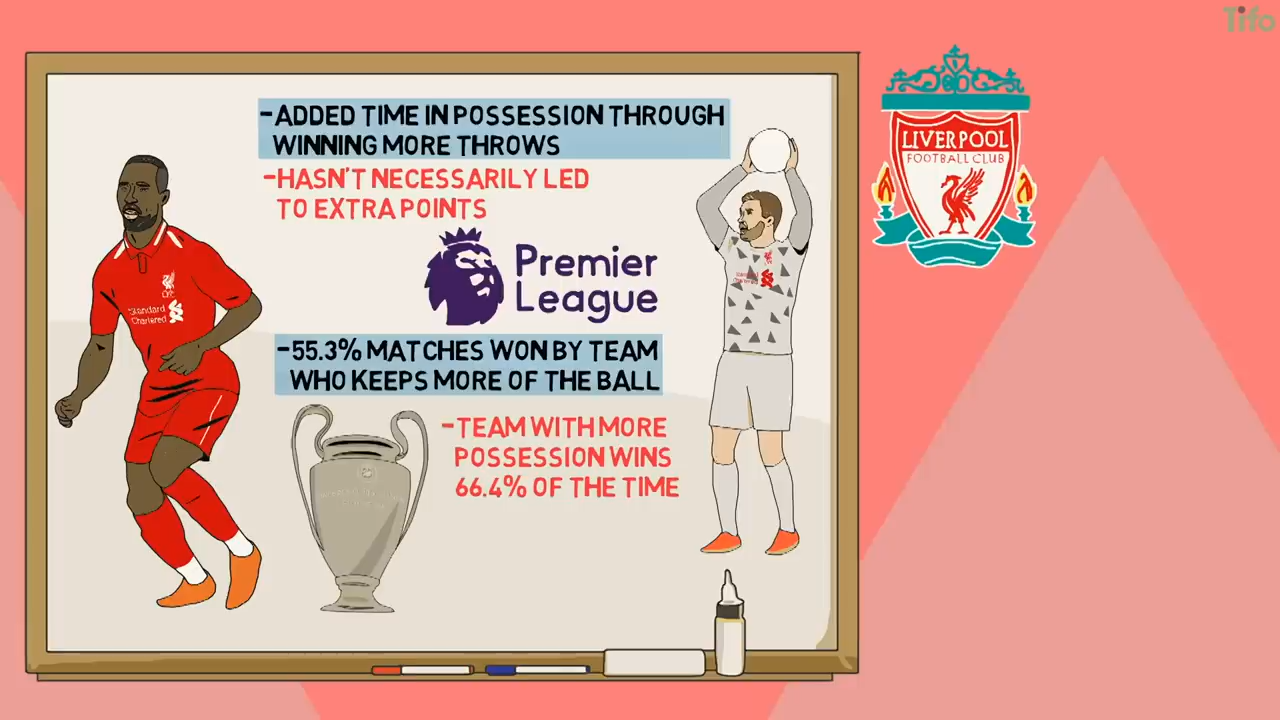 Tifo
-ADDED TIME IN POSSESSION THROUGH
WINNING MORE THROWS
-HASN'T NECESSARILY LED
TO EXTRA POINTS
Premier
League
-55.3% MATCHES WON BY TEAM
WHO KEEPS MORE OF THE BALL
-TEAM WITH MORE
POSSESSION WINS
66.4% OF THE TIME
LIVERPOOL
FOOTBALL CLUB
Standard
Chartered